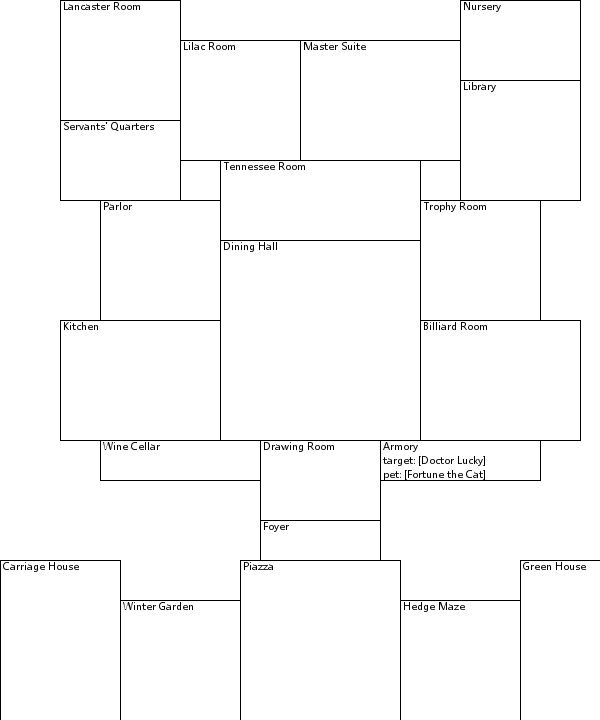 Lancaster Room
Nursery
Lilac Room
Master Suite
Library
Servants' Quarters
Tennessee Room
Parlor
Trophy Room
Dining Hall
Kitchen
Billiard Room
Wine Cellar
Drawing Room
Armory
target: [Doctor Lucky]
pet: [Fortune the Cat]
Foyer
Carriage House
Piazza
Green House
Winter Garden
Hedge Maze